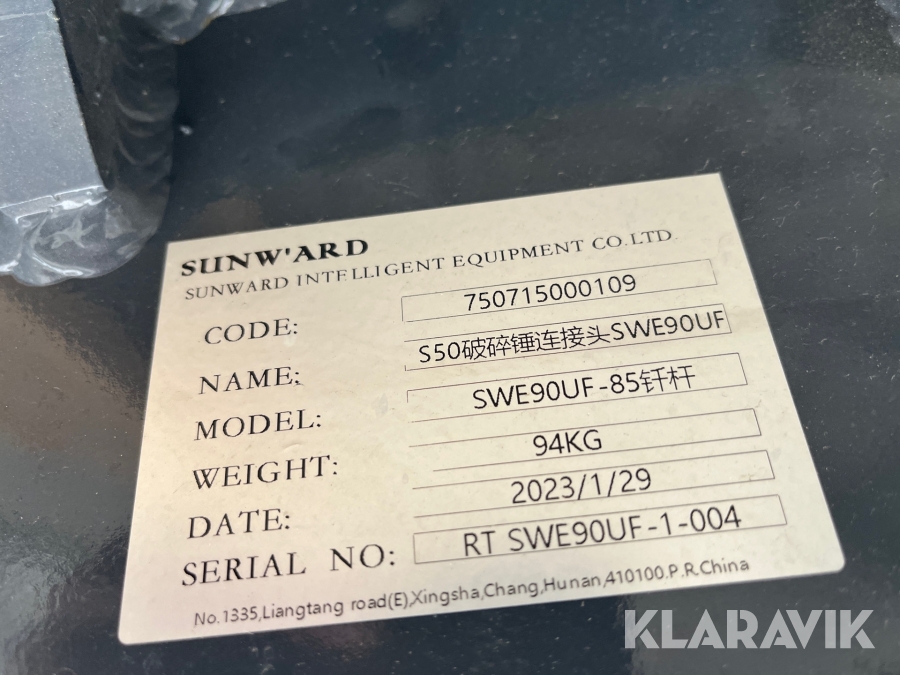 SUNW'ARD
SUNWARD INTELLIGENT EQUIPMENT CO.LTD.
CODE: 750715000109
NAME: S50破碎锤连接头SWE90UF
MODEL: SWE90UF-85钎杆
WEIGHT: 94KG
DATE: 2023/1/29
SERIAL NO: RT SWE90UF-1-004
No.1335,Liangtang road(E),Xingsha,Chang,Hunan,410100.P.R.China
KLARAVIK